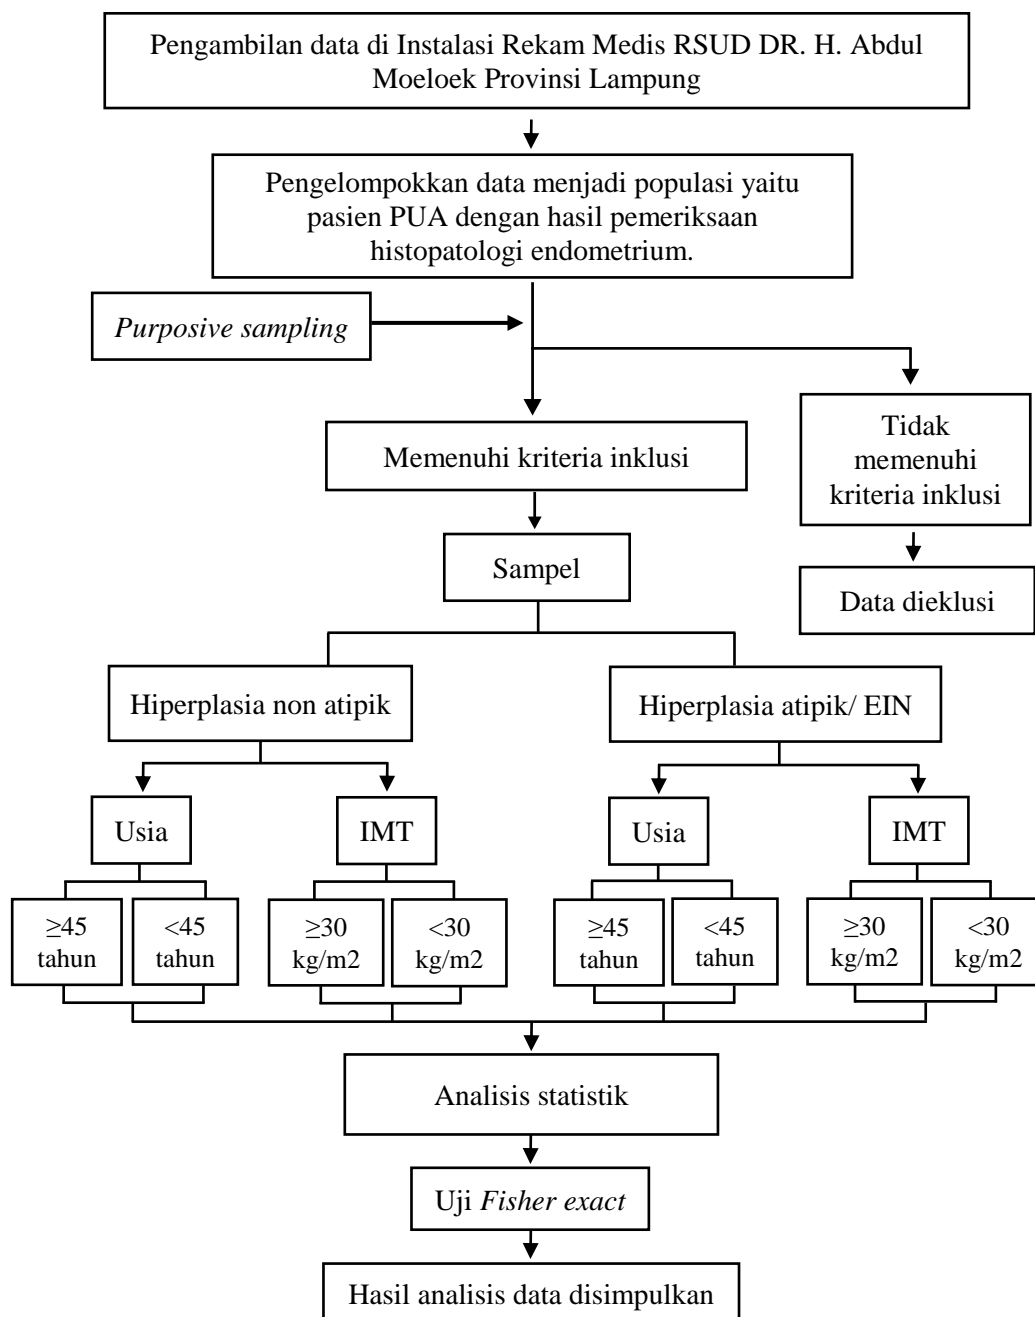 Pengambilan data di Instalasi Rekam Medis RSUD DR. H. Abdul
Moeloek Provinsi Lampung
Pengelompokkan data menjadi populasi yaitu
pasien PUA dengan hasil pemeriksaan
histopatologi endometrium.
Purposive sampling
Memenuhi kriteria inklusi
Tidak
memenuhi
kriteria inklusi
Sampel
Data dieklusi
Hiperplasia non atipik
Hiperplasia atipik/ EIN
Usia
IMT
Usia
IMT
≥45
tahun
<45
tahun
≥30
kg/m2
<30
kg/m2
≥45
tahun
<45
tahun
≥30
kg/m2
<30
kg/m2
Analisis statistik
Uji Fisher exact
Hasil analisis data disimpulkan